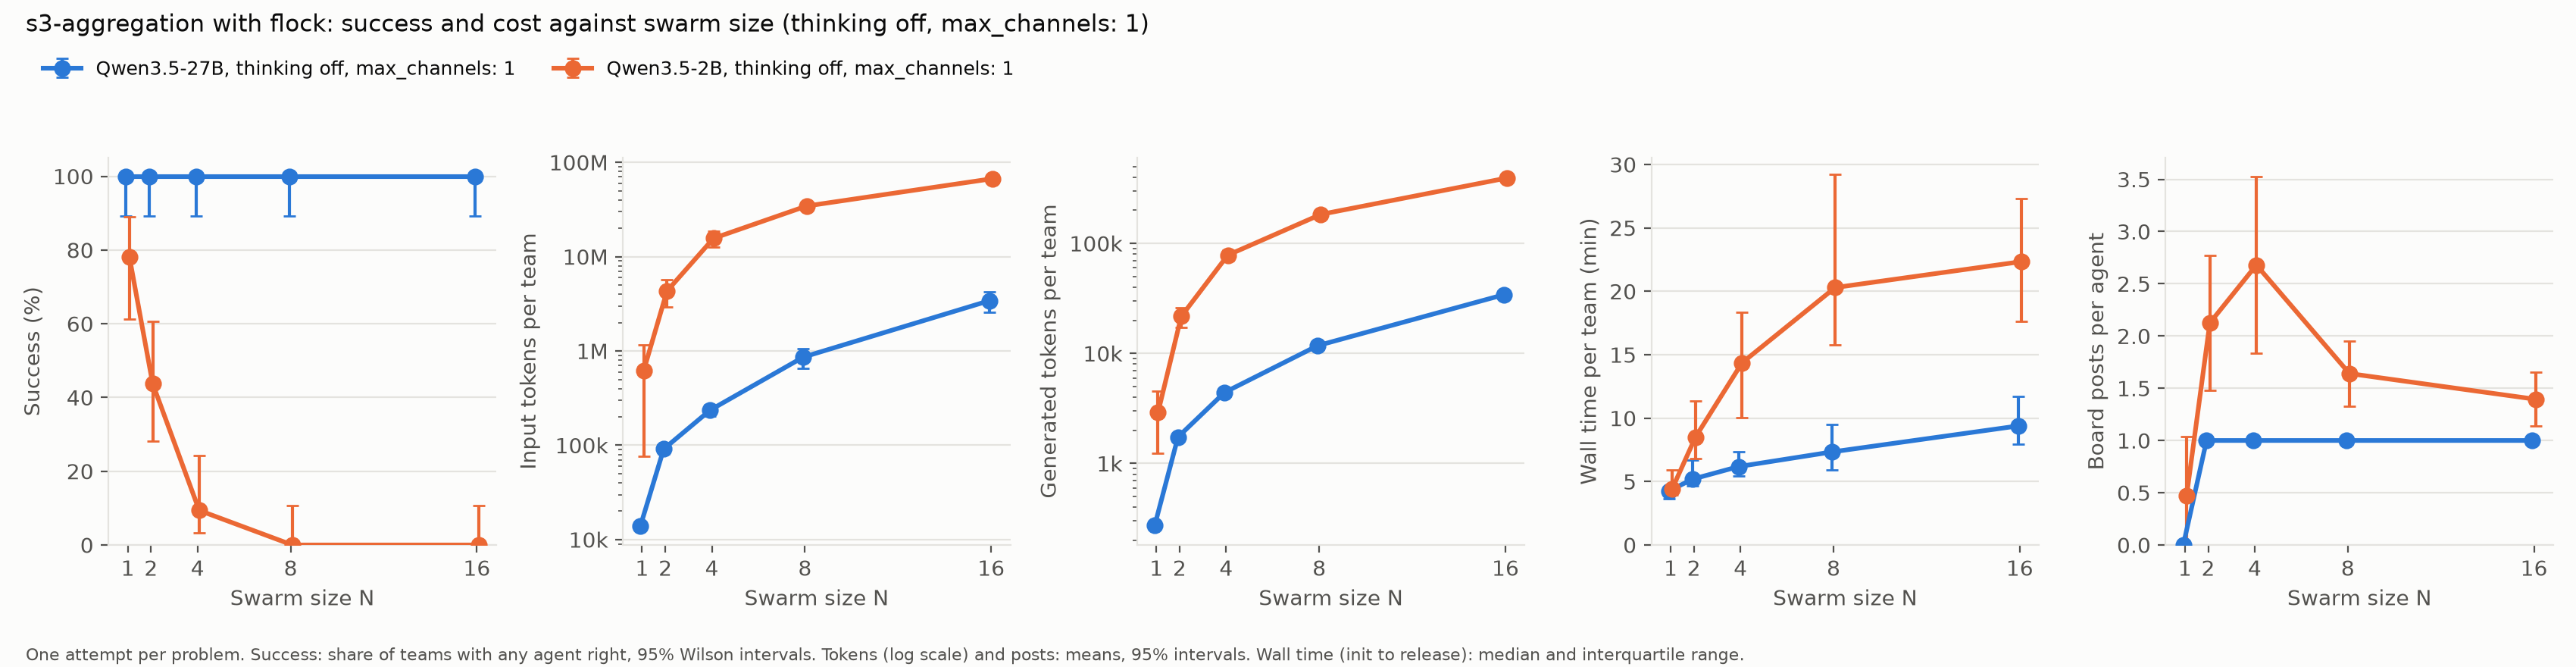 s3-aggregation with flock: success and cost against swarm size (thinking off, max_channels: 1)
Qwen3.5-27B, thinking off, max_channels: 1
Qwen3.5-2B, thinking off, max_channels: 1
Success (%)
100
80
60
40
20
0
1 2 4 8 16
Swarm size N
Input tokens per team
100M
10M
1M
100k
10k
1 2 4 8 16
Swarm size N
Generated tokens per team
100k
10k
1k
1 2 4 8 16
Swarm size N
Wall time per team (min)
30
25
20
15
10
5
0
1 2 4 8 16
Swarm size N
Board posts per agent
3.5
3.0
2.5
2.0
1.5
1.0
0.5
0.0
1 2 4 8 16
Swarm size N
One attempt per problem. Success: share of teams with any agent right, 95% Wilson intervals. Tokens (log scale) and posts: means, 95% intervals. Wall time (init to release): median and interquartile range.